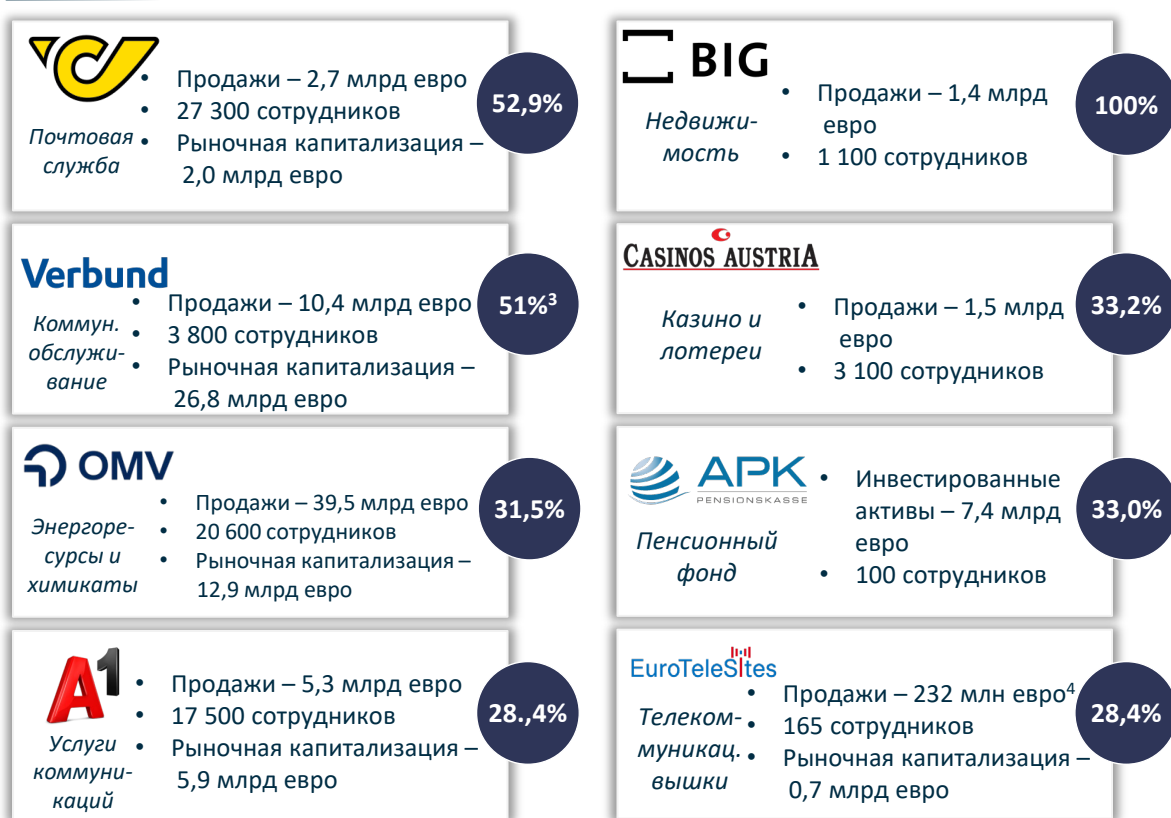 Почтовая
служба
• Продажи – 2,7 млрд евро
• 27 300 сотрудников
• Рыночная капитализация –
2,0 млрд евро
52,9%
BIG
Недвижи-
мость
• Продажи – 1,4 млрд
евро
• 1 100 сотрудников
100%
Verbund
Коммун.
обслужи-
вание
• Продажи – 10,4 млрд евро
• 3 800 сотрудников
• Рыночная капитализация –
26,8 млрд евро
51%³
CASINOS AUSTRIA
Казино и
лотереи
• Продажи – 1,5 млрд
евро
• 3 100 сотрудников
33,2%
OMV
Энергоре-
сурсы и
химикаты
• Продажи – 39,5 млрд евро
• 20 600 сотрудников
• Рыночная капитализация –
12,9 млрд евро
31,5%
APK
PENSIONSKASSE
Пенсионный
фонд
• Инвестированные
активы – 7,4 млрд
евро
• 100 сотрудников
33,0%
A1
Услуги
коммуни-
каций
• Продажи – 5,3 млрд евро
• 17 500 сотрудников
• Рыночная капитализация –
5,9 млрд евро
28.,4%
EuroTeleSites
Телеком-
муникац.
вышки
• Продажи – 232 млн евро⁴
• 165 сотрудников
• Рыночная капитализация –
0,7 млрд евро
28,4%